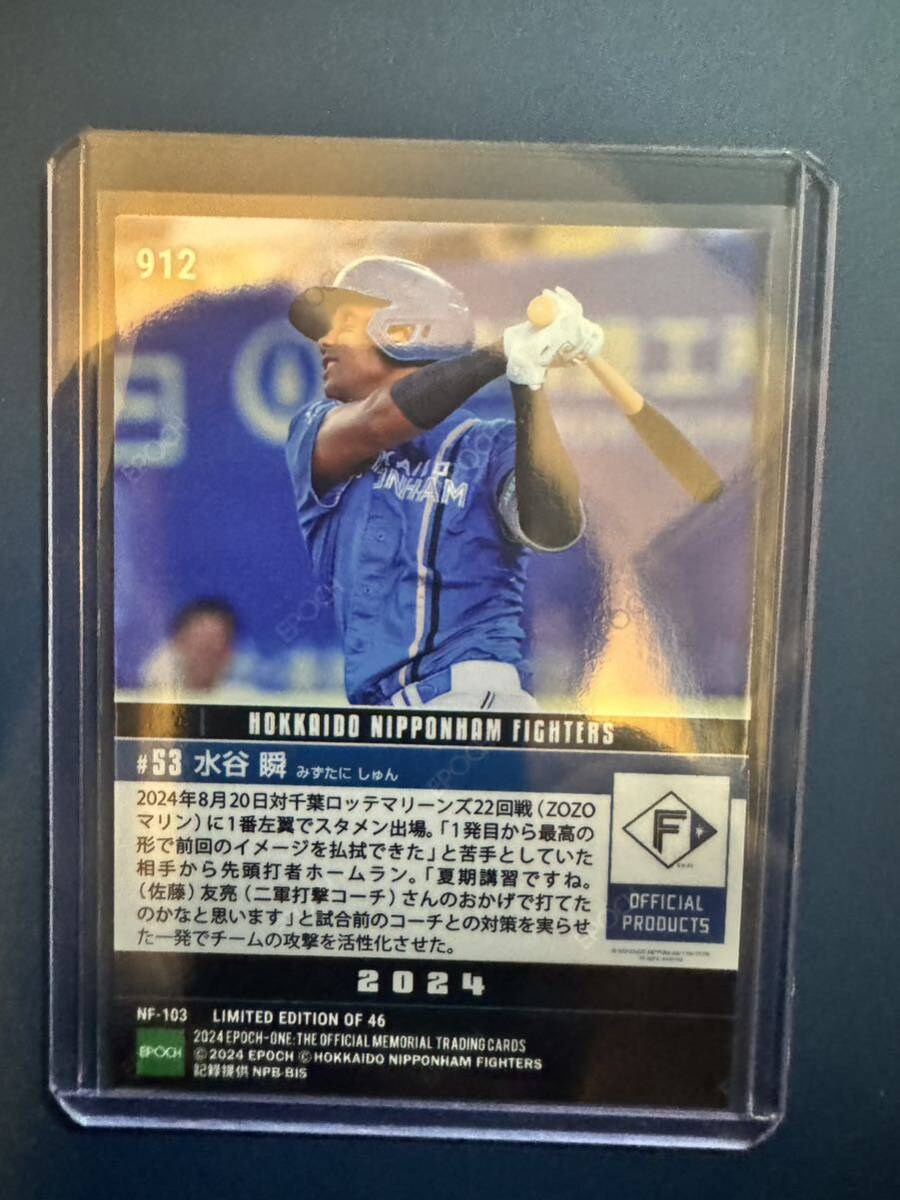 912
HOKKAIDO NIPPONHAM FIGHTERS
#53 水谷 瞬 みずたに しゅん
2024年8月20日対千葉ロッテマリーンズ22回戦（ZOZO
マリン）に1番左翼でスタメン出場。「1発目から最高の
形で前回のイメージを払拭できた」と苦手としていた
相手から先頭打者ホームラン。「夏期講習ですね。
（佐藤）友亮（二軍打撃コーチ）さんのおかげで打てた
のかなと思います」と試合前のコーチとの対策を実らせ
た一発でチームの攻撃を活性化させた。
F
OFFICIAL
PRODUCTS
2024
NF-103 LIMITED EDITION OF 46
EPOCH
2024 EPOCH-ONE: THE OFFICIAL MEMORIAL TRADING CARDS
©2024 EPOCH ©HOKKAIDO NIPPONHAM FIGHTERS
記録提供 NPB-BIS